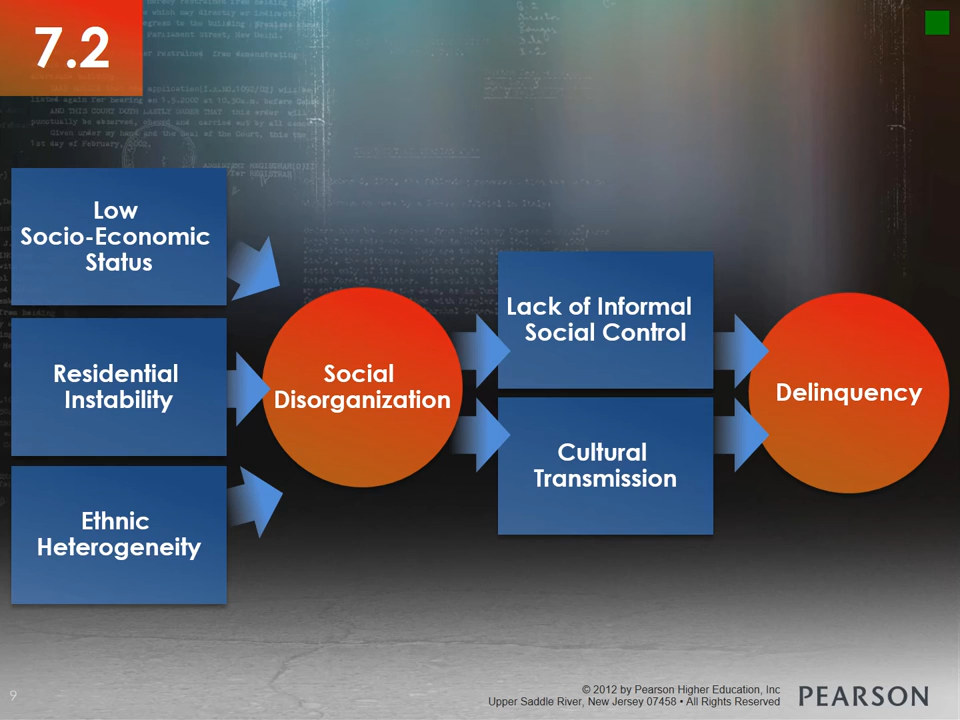 7.2
Low
Socio-Economic
Status
Residential
Instability
Ethnic
Heterogeneity
Social
Disorganization
Lack of Informal
Social Control
Cultural
Transmission
Delinquency
9
© 2012 by Pearson Higher Education, Inc
Upper Saddle River, New Jersey 07458 • All Rights Reserved
PEARSON